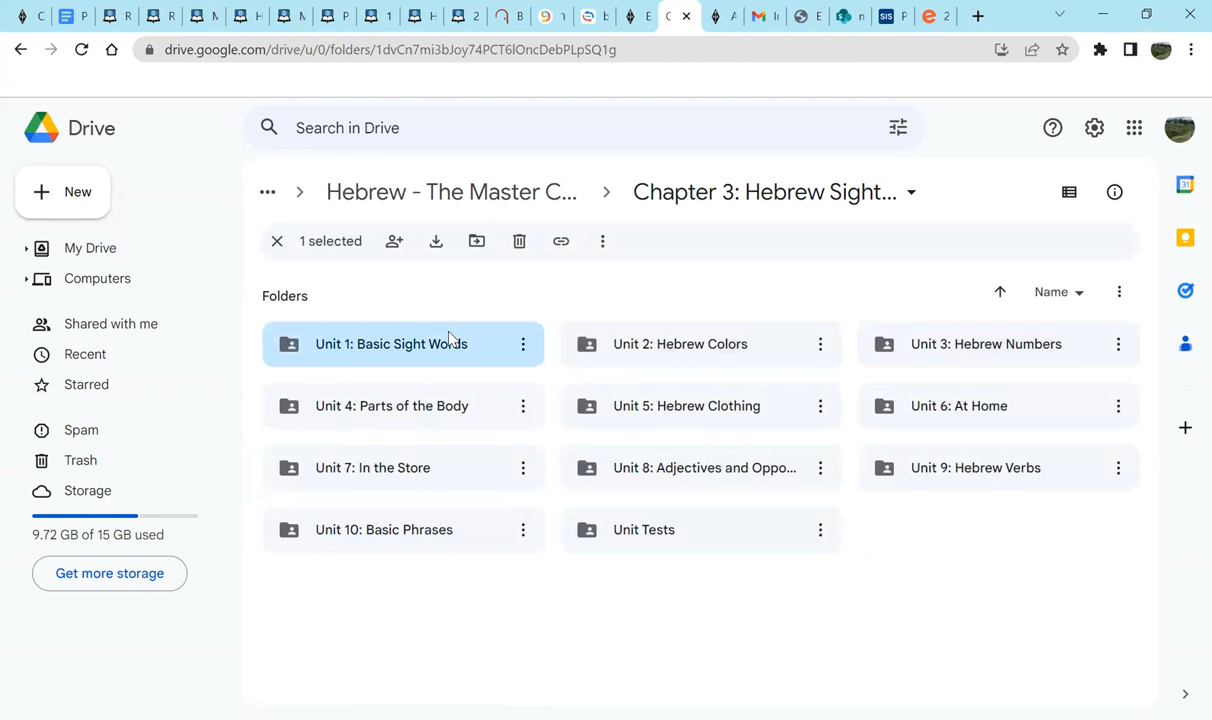 drive.google.com/drive/u/0/folders/1dvCn7mi3bJoy74PCT6lOncDebPLpSQ1g
Drive
Search in Drive
New
Hebrew - The Master C...
Chapter 3: Hebrew Sight...
1 selected
My Drive
Computers
Shared with me
Recent
Starred
Spam
Trash
Storage
9.72 GB of 15 GB used
Get more storage
Folders
Name
Unit 1: Basic Sight Words
Unit 2: Hebrew Colors
Unit 3: Hebrew Numbers
Unit 4: Parts of the Body
Unit 5: Hebrew Clothing
Unit 6: At Home
Unit 7: In the Store
Unit 8: Adjectives and Oppo...
Unit 9: Hebrew Verbs
Unit 10: Basic Phrases
Unit Tests
31